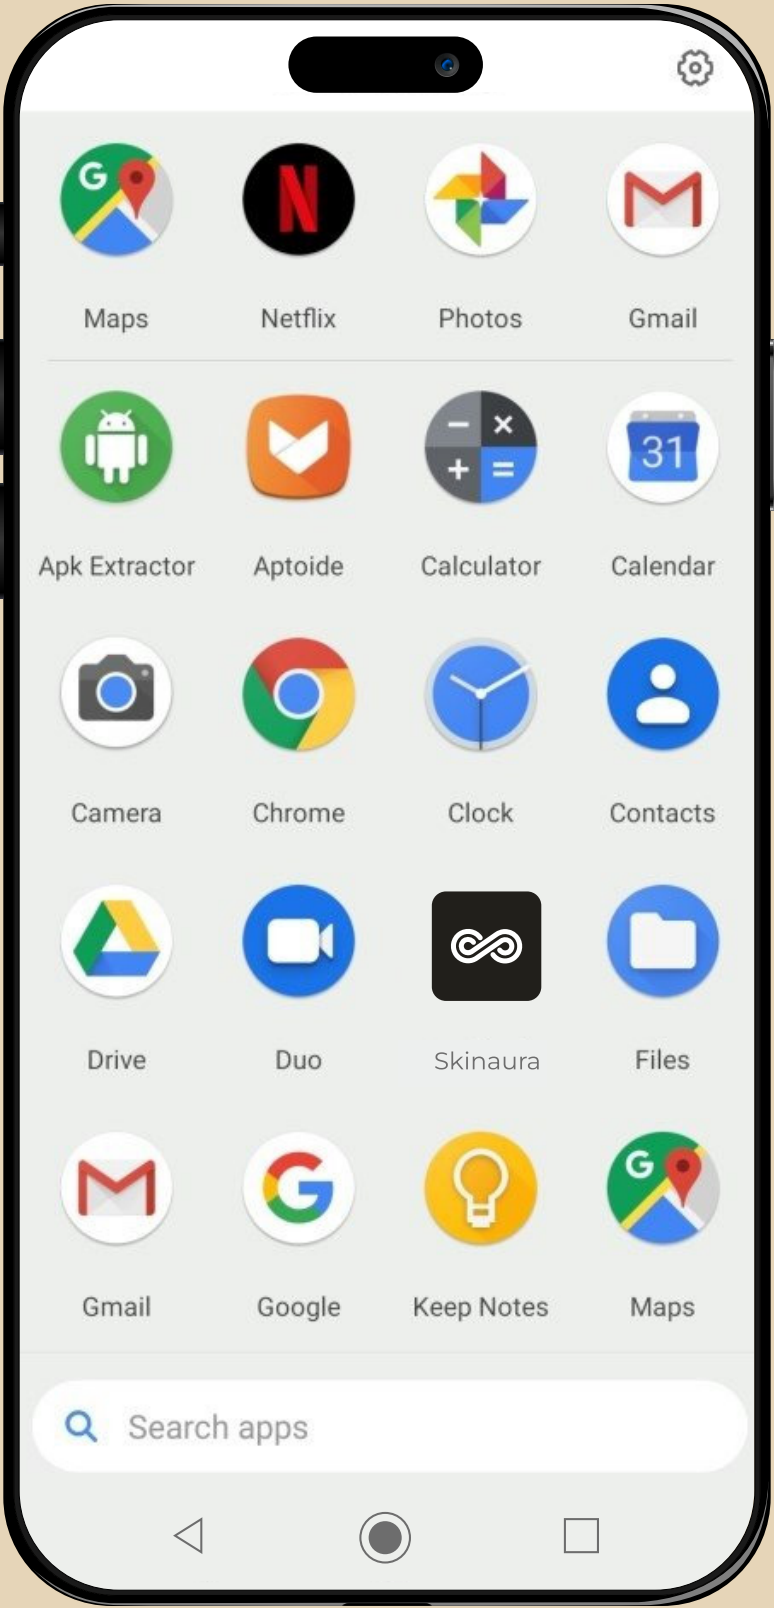 G
N
M
Maps
Netflix
Photos
Gmail
31
Apk Extractor
Aptoide
Calculator
Calendar
Camera
Chrome
Clock
Contacts
Drive
Duo
Skinaura
Files
M
G
G
Gmail
Google
Keep Notes
Maps
Search apps